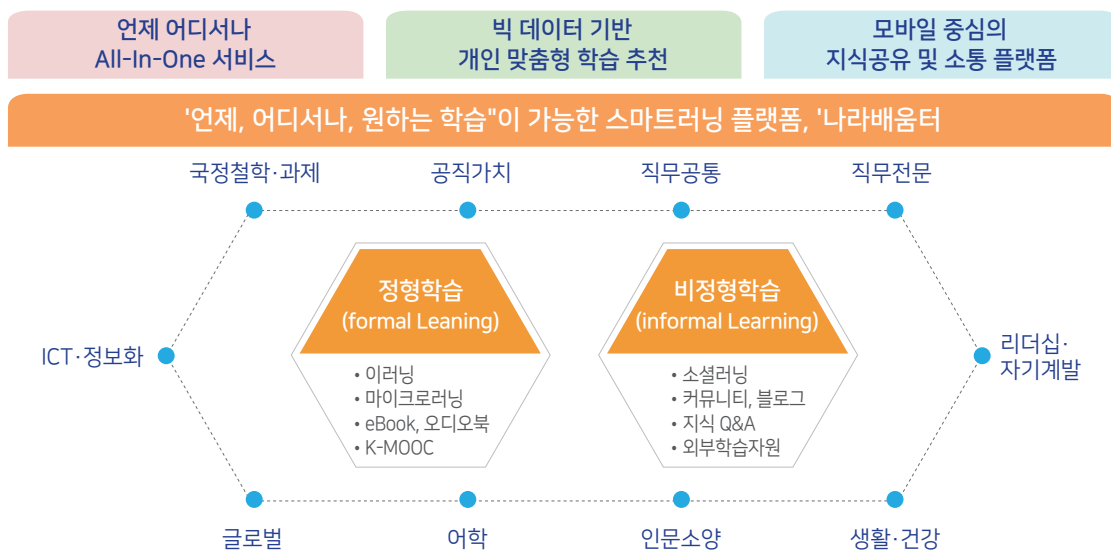 언제 어디서나
All-In-One 서비스
빅 데이터 기반
개인 맞춤형 학습 추천
모바일 중심의
지식공유 및 소통 플랫폼
'언제, 어디서나, 원하는 학습"이 가능한 스마트러닝 플랫폼, '나라배움터
국정철학·과제
공직가치
직무공통
직무전문
정형학습
(formal Leaning)
비정형학습
(informal Learning)
ICT·정보화
리더십·
자기계발
• 이러닝
• 마이크로러닝
• eBook, 오디오북
• K-MOOC
• 소셜러닝
• 커뮤니티, 블로그
• 지식 Q&A
• 외부학습자원
글로벌
어학
인문소양
생활·건강